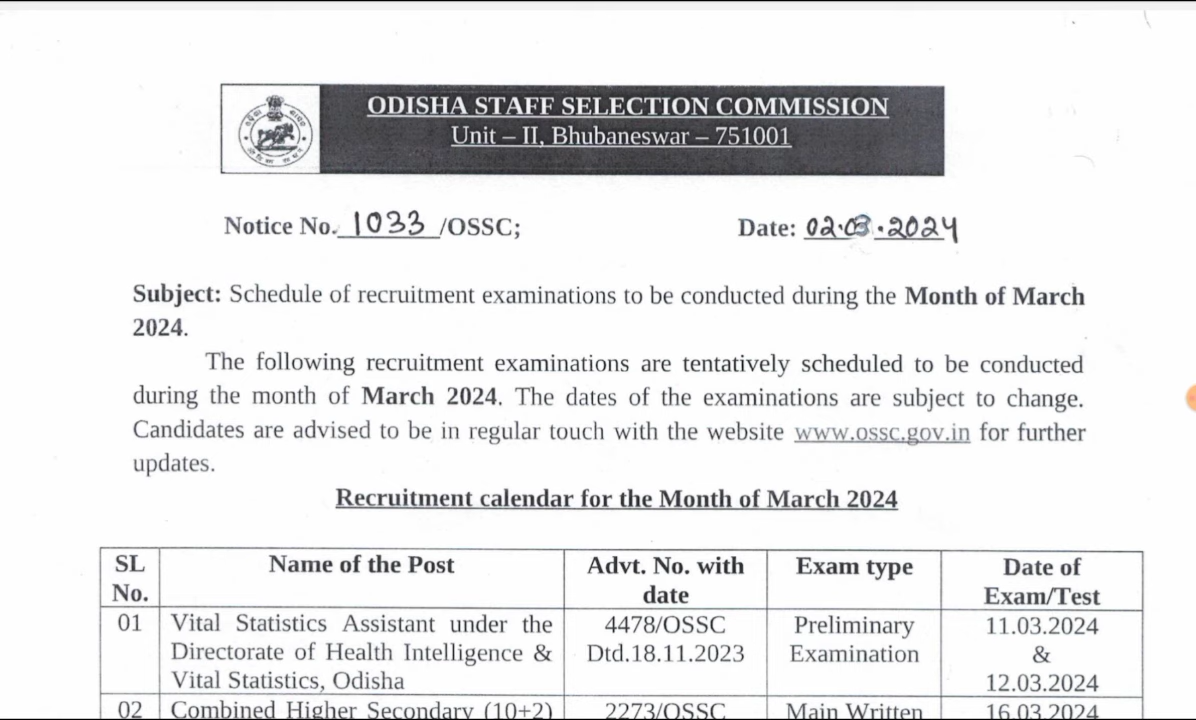 ODISHA STAFF SELECTION COMMISSION
Unit – II, Bhubaneswar – 751001
Notice No. 1033 /OSSC;
Date: 02.03.2024
Subject: Schedule of recruitment examinations to be conducted during the Month of March
2024.
The following recruitment examinations are tentatively scheduled to be conducted
during the month of March 2024. The dates of the examinations are subject to change.
Candidates are advised to be in regular touch with the website www.ossc.gov.in for further
updates.
Recruitment calendar for the Month of March 2024
SL No.
Name of the Post
Advt. No. with date
Exam type
Date of Exam/Test
01
Vital Statistics Assistant under the
Directorate of Health Intelligence &
Vital Statistics, Odisha
4478/OSSC
Dtd.18.11.2023
Preliminary
Examination
11.03.2024
&
12.03.2024
02
Combined Higher Secondary (10+2)
2273/OSSC
Main Written
16.03.2024